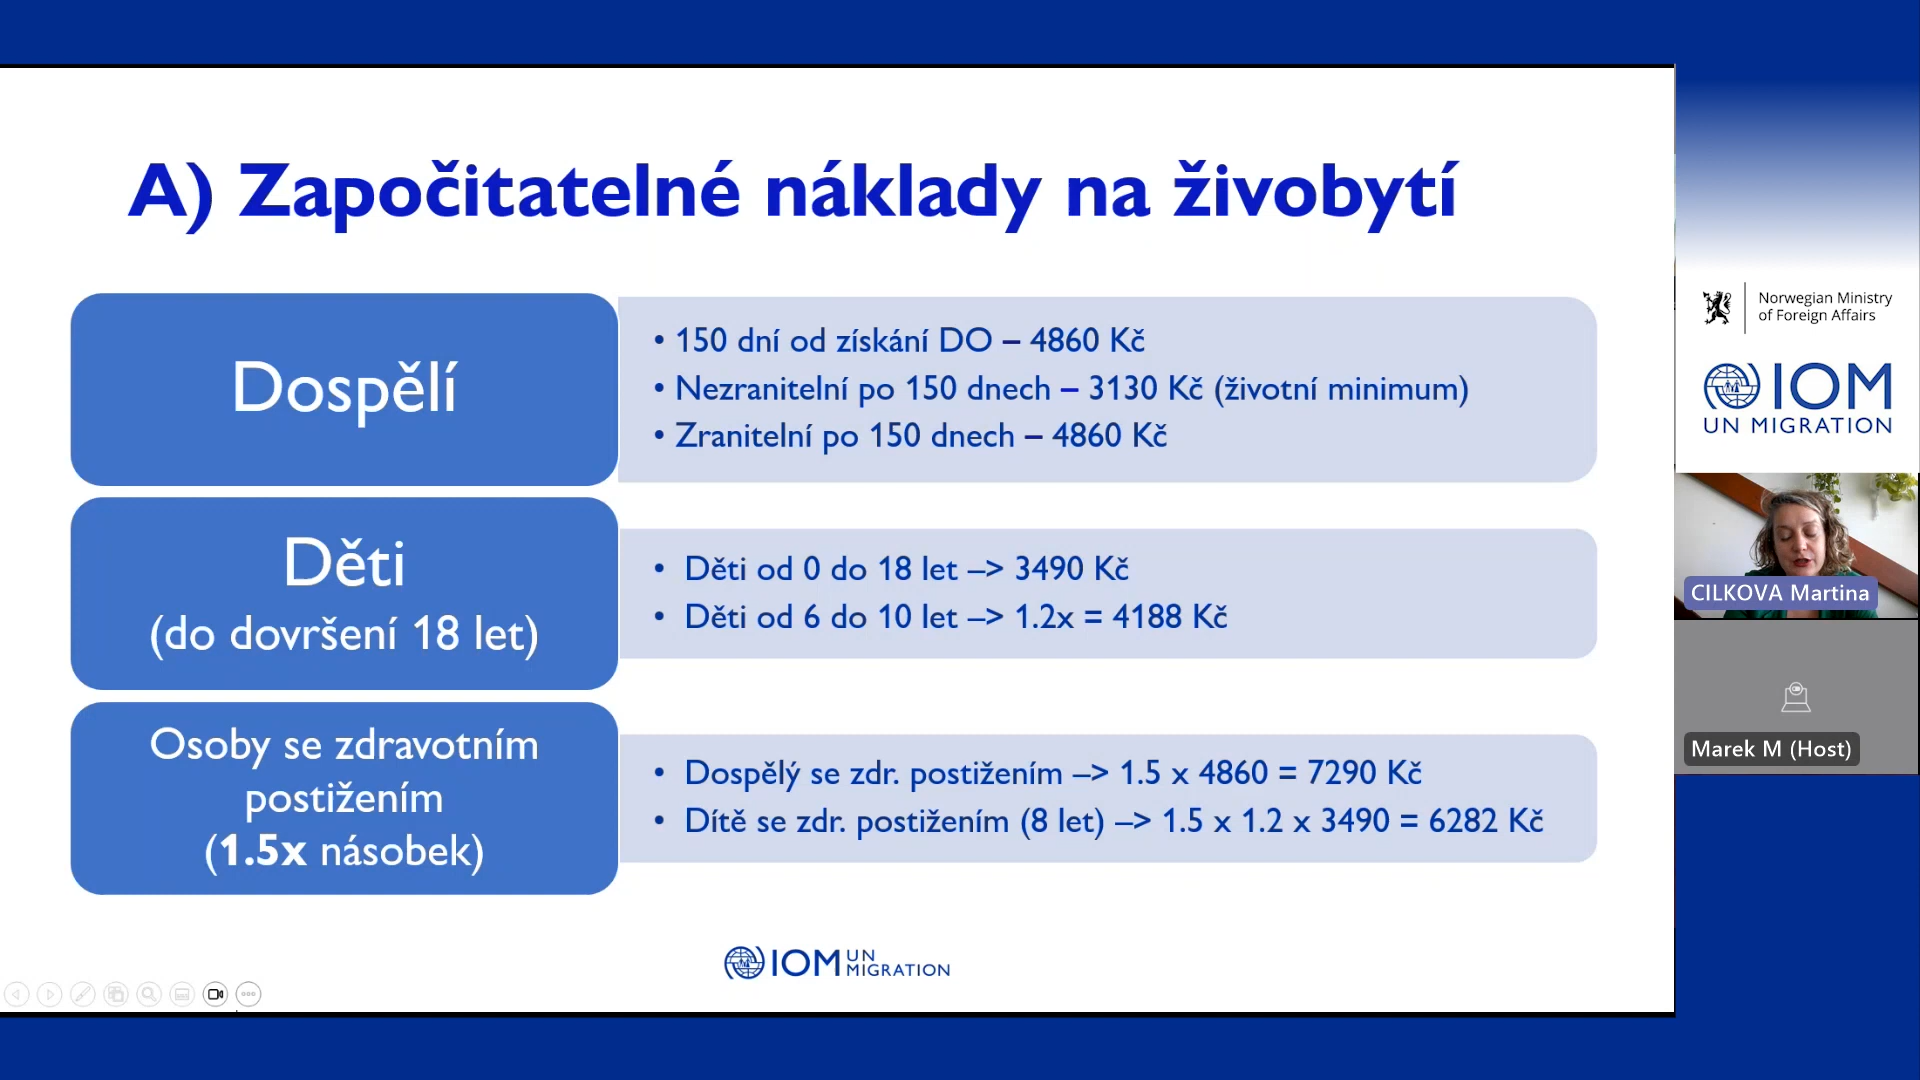 A) Započitatelné náklady na živobytí
Dospělí
• 150 dní od získání DO – 4860 Kč
• Nezranitelní po 150 dnech – 3130 Kč (životní minimum)
• Zranitelní po 150 dnech – 4860 Kč
Děti
(do dovršení 18 let)
• Děti od 0 do 18 let –> 3490 Kč
• Děti od 6 do 10 let –> 1.2x = 4188 Kč
Osoby se zdravotním
postižením
(1.5x násobek)
• Dospělý se zdr. postižením –> 1.5 x 4860 = 7290 Kč
• Dítě se zdr. postižením (8 let) –> 1.5 x 1.2 x 3490 = 6282 Kč
IOM UN
MIGRATION
Norwegian Ministry
of Foreign Affairs
IOM
UN MIGRATION
CILKOVA Martina
Marek M (Host)